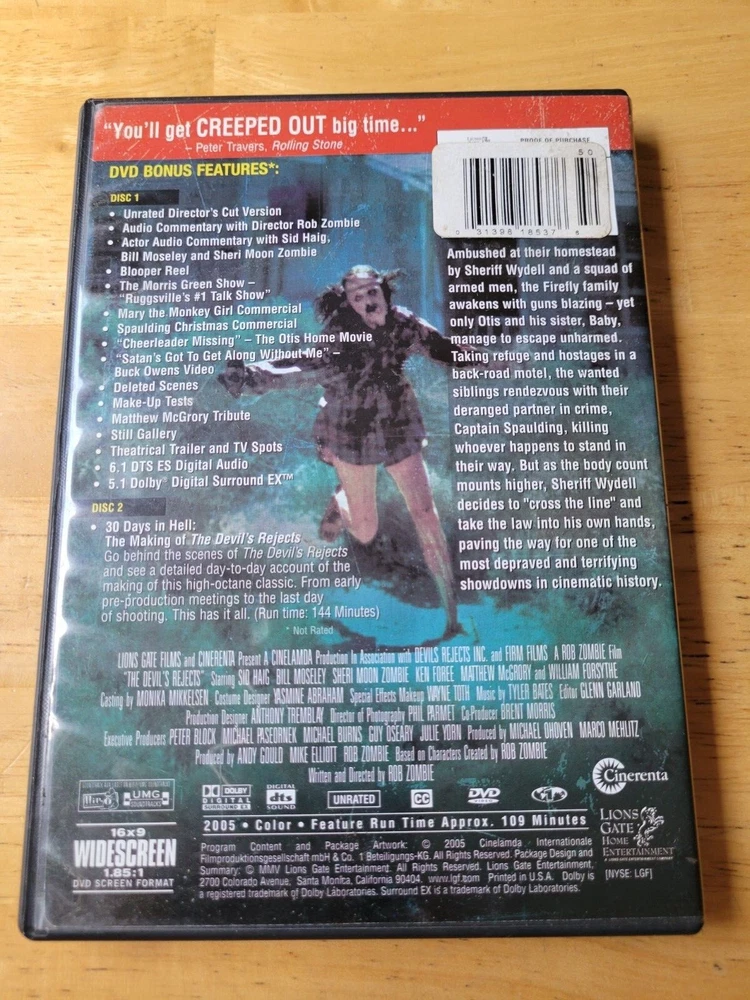 "You'll get CREEPED OUT big time..."
– Peter Travers, Rolling Stone
PROOF OF PURCHASE
5 0
0 31398 18537 8
DVD BONUS FEATURES*:
DISC 1
• Unrated Director's Cut Version
• Audio Commentary with Director Rob Zombie
• Actor Audio Commentary with Sid Haig,
Bill Moseley and Sheri Moon Zombie
• Blooper Reel
• The Morris Green Show –
"Ruggsville's #1 Talk Show"
• Mary the Monkey Girl Commercial
• Spaulding Christmas Commercial
• "Cheerleader Missing" – The Otis Home Movie
• "Satan's Got To Get Along Without Me" –
Buck Owens Video
• Deleted Scenes
• Make-Up Tests
• Matthew McGrory Tribute
• Still Gallery
• Theatrical Trailer and TV Spots
• 6.1 DTS ES Digital Audio
• 5.1 Dolby® Digital Surround EX™
DISC 2
• 30 Days in Hell:
The Making of The Devil's Rejects
Go behind the scenes of The Devil's Rejects
and see a detailed day-to-day account of the
making of this high-octane classic. From early
pre-production meetings to the last day
of shooting. This has it all. (Run time: 144 Minutes)
* Not Rated
Ambushed at their homestead
by Sheriff Wydell and a squad of
armed men, the Firefly family
awakens with guns blazing – yet
only Otis and his sister, Baby,
manage to escape unharmed.
Taking refuge and hostages in a
back-road motel, the wanted
siblings rendezvous with their
deranged partner in crime,
Captain Spaulding, killing
whoever happens to stand in
their way. But as the body count
mounts higher, Sheriff Wydell
decides to "cross the line" and
take the law into his own hands,
paving the way for one of the
most depraved and terrifying
showdowns in cinematic history.
LIONS GATE FILMS and CINERENTA Present A CINELAMDA Production In Association with DEVILS REJECTS INC. and FIRM FILMS A ROB ZOMBIE Film
"THE DEVIL'S REJECTS" Starring SID HAIG BILL MOSELEY SHERI MOON ZOMBIE KEN FOREE MATTHEW McGRORY and WILLIAM FORSYTHE
Casting by MONIKA MIKKELSEN Costume Designer YASMINE ABRAHAM Special Effects Makeup WAYNE TOTH Music by TYLER BATES Editor GLENN GARLAND
Production Designer ANTHONY TREMBLAY Director of Photography PHIL PARMET Co-Producer BRENT MORRIS
Executive Producers PETER BLOCK MICHAEL PASEORNEK MICHAEL BURNS GUY OSEARY JULIE YORN Produced by MICHAEL OHOVEN MARCO MEHLITZ
Produced by ANDY GOULD MIKE ELLIOTT ROB ZOMBIE Based on Characters Created by ROB ZOMBIE
Written and Directed by ROB ZOMBIE
UMG SOUNDTRACKS
DOLBY DIGITAL SURROUND EX
DIGITAL dts SOUND
UNRATED
CC
DVD VIDEO
Cinerenta
16x9
WIDESCREEN
1.85:1
DVD SCREEN FORMAT
2005 • Color • Feature Run Time Approx. 109 Minutes
Program Content and Package Artwork: © 2005 Cinelamda Internationale
Filmproduktionsgesellschaft mbH & Co. 1 Beteiligungs-KG. All Rights Reserved. Package Design and
Summary: © MMV Lions Gate Entertainment. All Rights Reserved. Lions Gate Entertainment,
2700 Colorado Avenue, Santa Monica, California 90404. www.lgf.com Printed in U.S.A. Dolby is
a registered trademark of Dolby Laboratories. Surround EX is a trademark of Dolby Laboratories.
LIONS
GATE
HOME
ENTERTAINMENT
A LIONS GATE ENTERTAINMENT COMPANY
[NYSE: LGF]